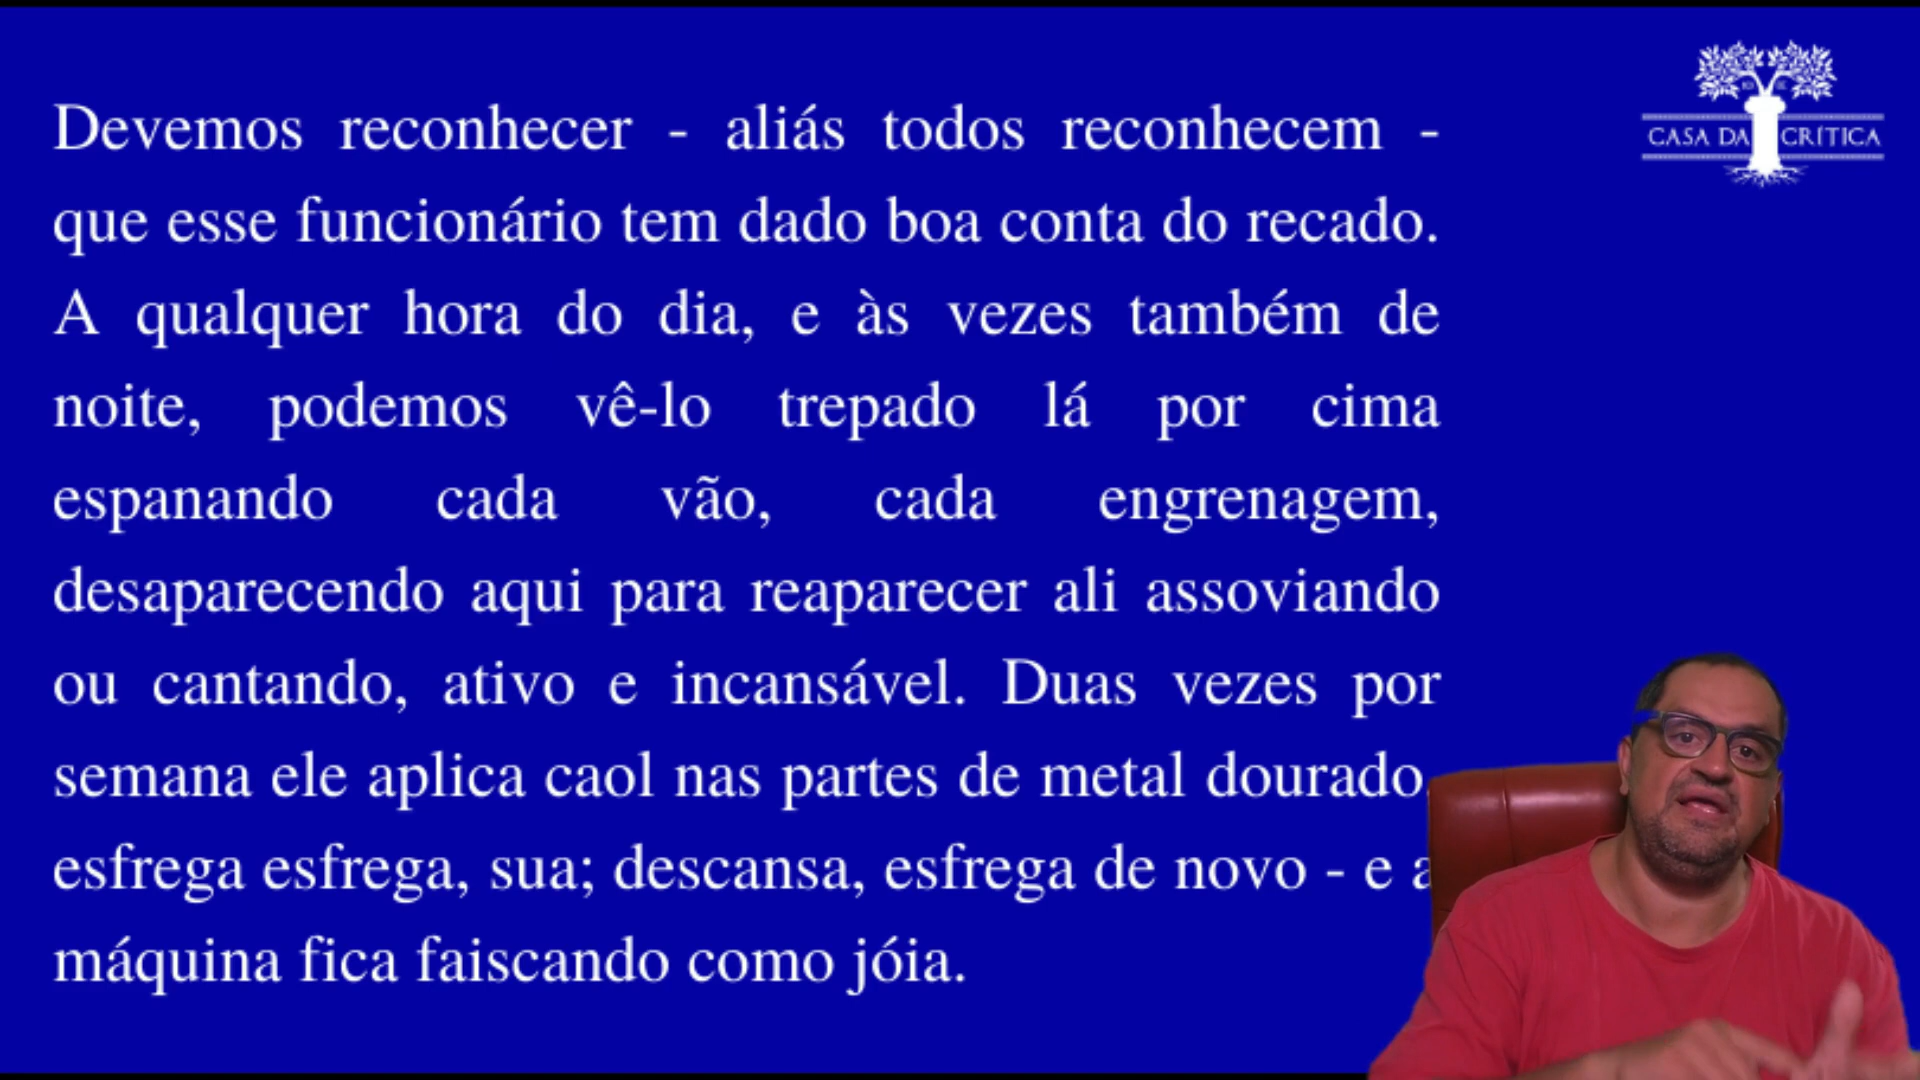 Devemos reconhecer - aliás todos reconhecem -
que esse funcionário tem dado boa conta do recado.
A qualquer hora do dia, e às vezes também de
noite, podemos vê-lo trepado lá por cima
espanando cada vão, cada engrenagem,
desaparecendo aqui para reaparecer ali assoviando
ou cantando, ativo e incansável. Duas vezes por
semana ele aplica caol nas partes de metal dourado,
esfrega esfrega, sua; descansa, esfrega de novo - e a
máquina fica faiscando como jóia.
CASA DA CRÍTICA